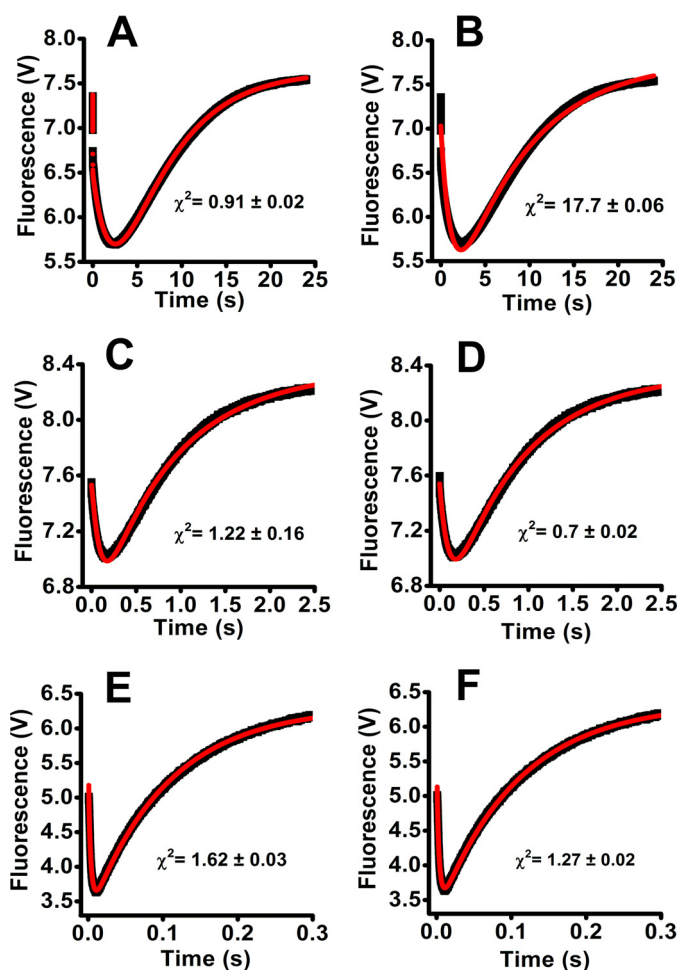 A
Fluorescence (V)
8.0
7.5
7.0
6.5
6.0
5.5
χ²= 0.91 ± 0.02
0 5 10 15 20 25
Time (s)
B
Fluorescence (V)
8.0
7.5
7.0
6.5
6.0
5.5
χ²= 17.7 ± 0.06
0 5 10 15 20 25
Time (s)
C
Fluorescence (V)
8.4
8.0
7.6
7.2
6.8
χ²= 1.22 ± 0.16
0.0 0.5 1.0 1.5 2.0 2.5
Time (s)
D
Fluorescence (V)
8.4
8.0
7.6
7.2
6.8
χ²= 0.7 ± 0.02
0.0 0.5 1.0 1.5 2.0 2.5
Time (s)
E
Fluorescence (V)
6.5
6.0
5.5
5.0
4.5
4.0
3.5
χ²= 1.62 ± 0.03
0.0 0.1 0.2 0.3
Time (s)
F
Fluorescence (V)
6.5
6.0
5.5
5.0
4.5
4.0
3.5
χ²= 1.27 ± 0.02
0.0 0.1 0.2 0.3
Time (s)